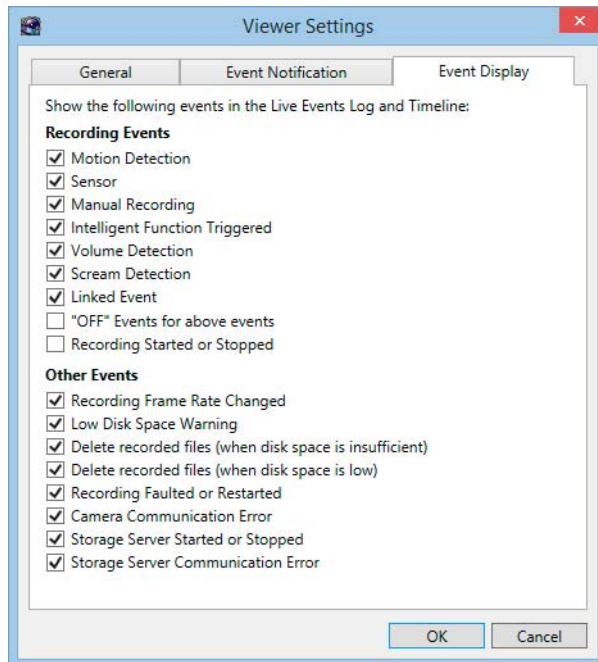 Viewer Settings
General
Event Notification
Event Display
Show the following events in the Live Events Log and Timeline:
Recording Events
Motion Detection
Sensor
Manual Recording
Intelligent Function Triggered
Volume Detection
Scream Detection
Linked Event
"OFF" Events for above events
Recording Started or Stopped
Other Events
Recording Frame Rate Changed
Low Disk Space Warning
Delete recorded files (when disk space is insufficient)
Delete recorded files (when disk space is low)
Recording Faulted or Restarted
Camera Communication Error
Storage Server Started or Stopped
Storage Server Communication Error
OK
Cancel